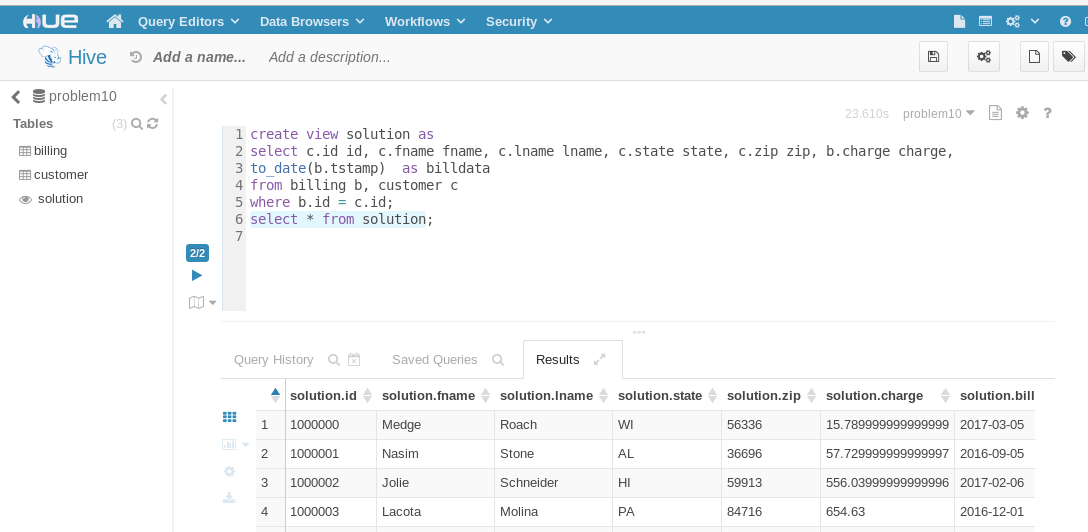 HUE Query Editors Data Browsers Workflows Security
Hive Add a name... Add a description...
problem10
Tables (3)
billing
customer
solution
23.610s problem10 ?
1 create view solution as
2 select c.id id, c.fname fname, c.lname lname, c.state state, c.zip zip, b.charge charge,
3 to_date(b.tstamp)  as billdata
4 from billing b, customer c
5 where b.id = c.id;
6 select * from solution;
7
2/2
Query History Saved Queries Results
solution.id solution.fname solution.lname solution.state solution.zip solution.charge solution.bill
1 1000000 Medge Roach WI 56336 15.789999999999999 2017-03-05
2 1000001 Nasim Stone AL 36696 57.729999999999997 2016-09-05
3 1000002 Jolie Schneider HI 59913 556.03999999999996 2017-02-06
4 1000003 Lacota Molina PA 84716 654.63 2016-12-01